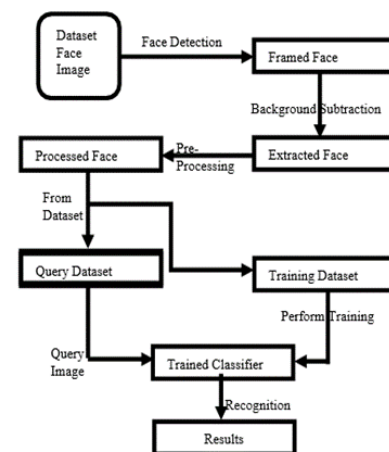 Dataset
Face
Image
Face Detection
Framed Face
Background Subtraction
Processed Face
Pre-
Processing
Extracted Face
From
Dataset
Query Dataset
Training Dataset
Perform Training
Query
Image
Trained Classifier
Recognition
Results